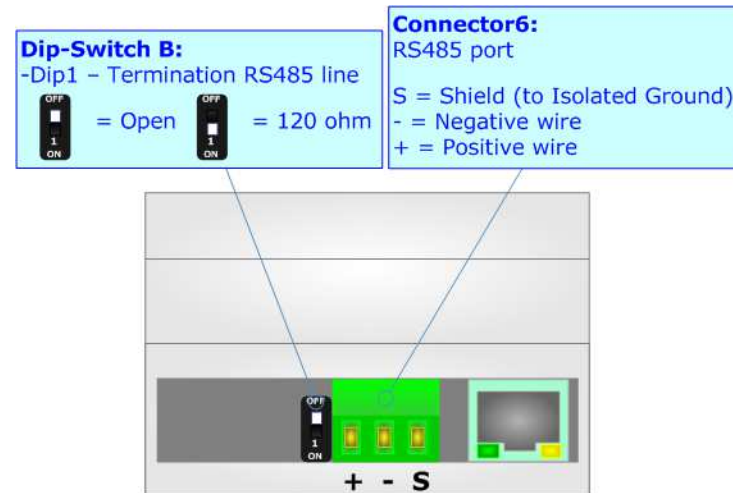 Dip-Switch B:
-Dip1 – Termination RS485 line
OFF
1
ON
= Open
OFF
1
ON
= 120 ohm
Connector6:
RS485 port
S = Shield (to Isolated Ground)
- = Negative wire
+ = Positive wire
OFF
1
ON
+ - S